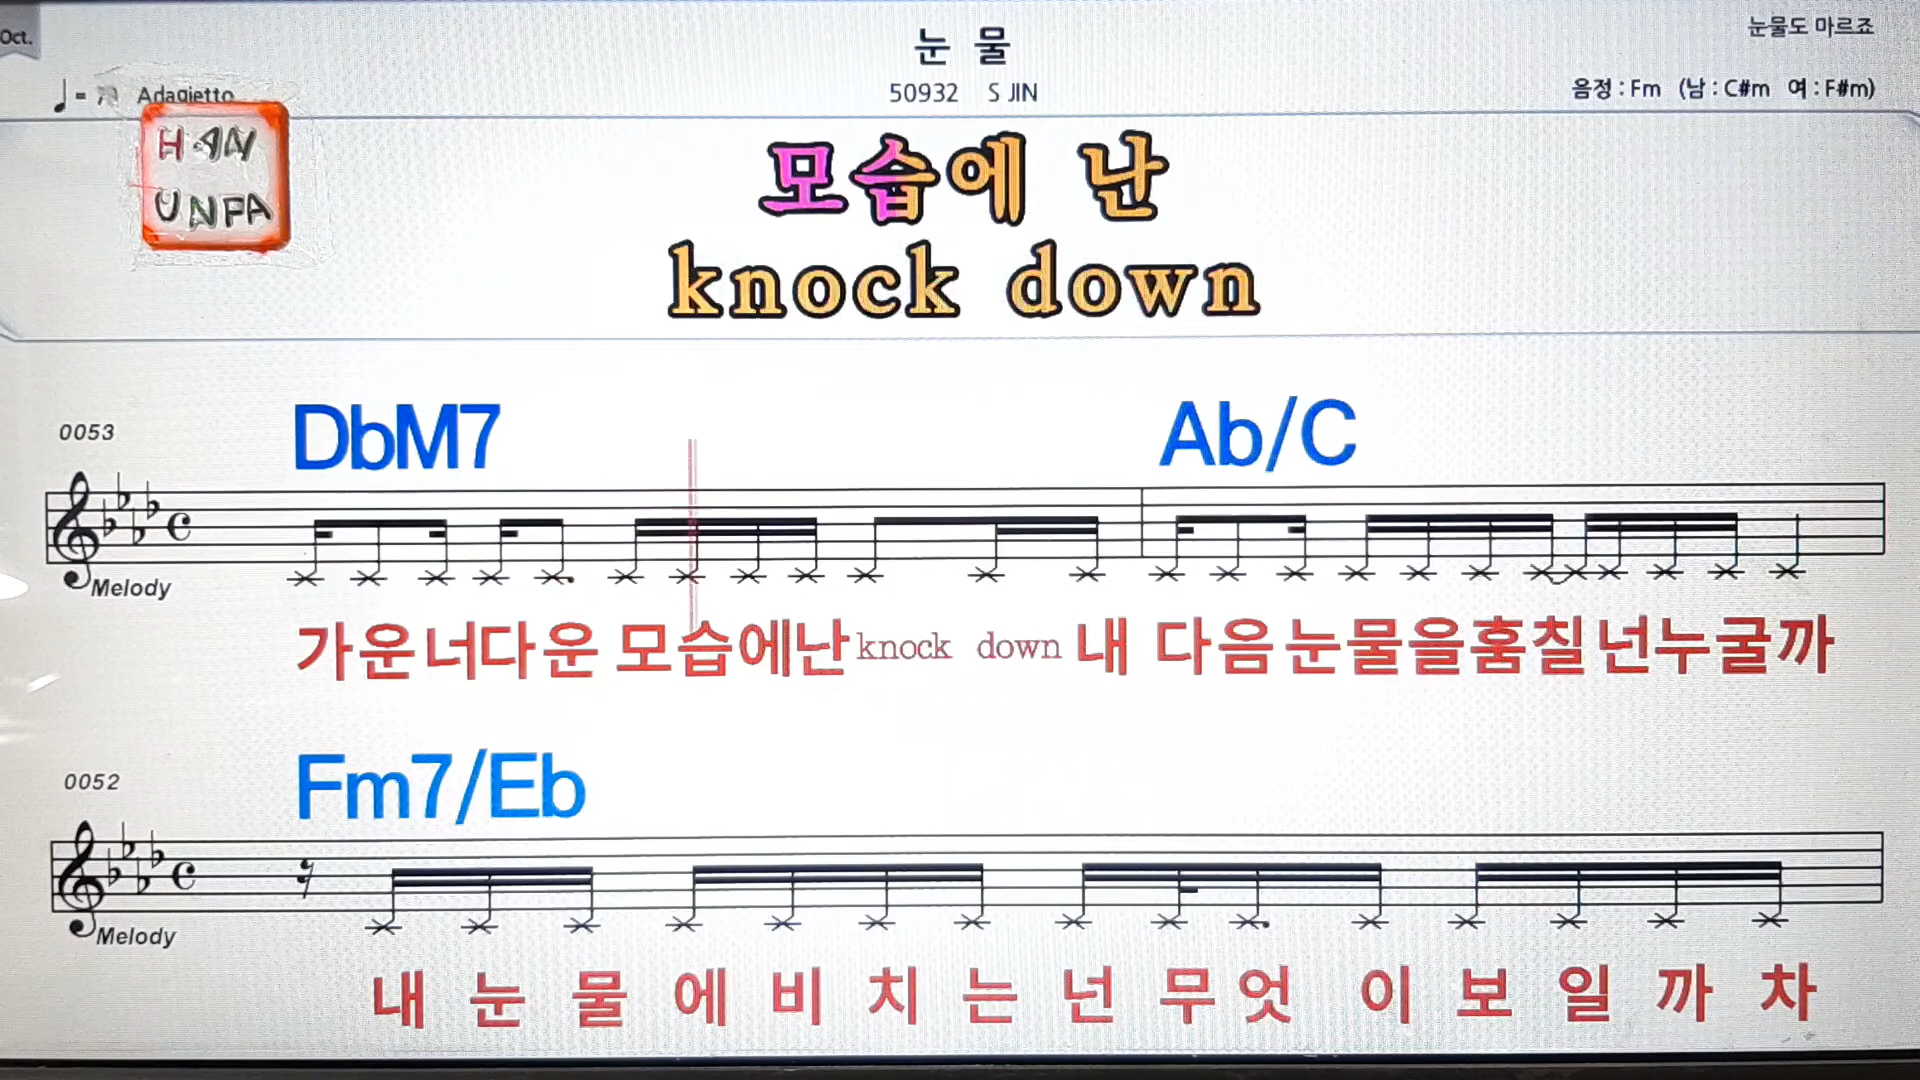 Oct.
눈 물
눈물도 마르죠
50932 S JIN
음정 : Fm (남 : C#m 여 : F#m)
Adagietto
HAN
UNFA
모습에 난
knock down
0053
DbM7 Ab/C
Melody
가운너다운 모습에난knock down 내 다음눈물을훔칠넌누굴까
0052
Fm7/Eb
Melody
내 눈 물 에 비 치 는 넌 무 엇 이 보 일 까 차